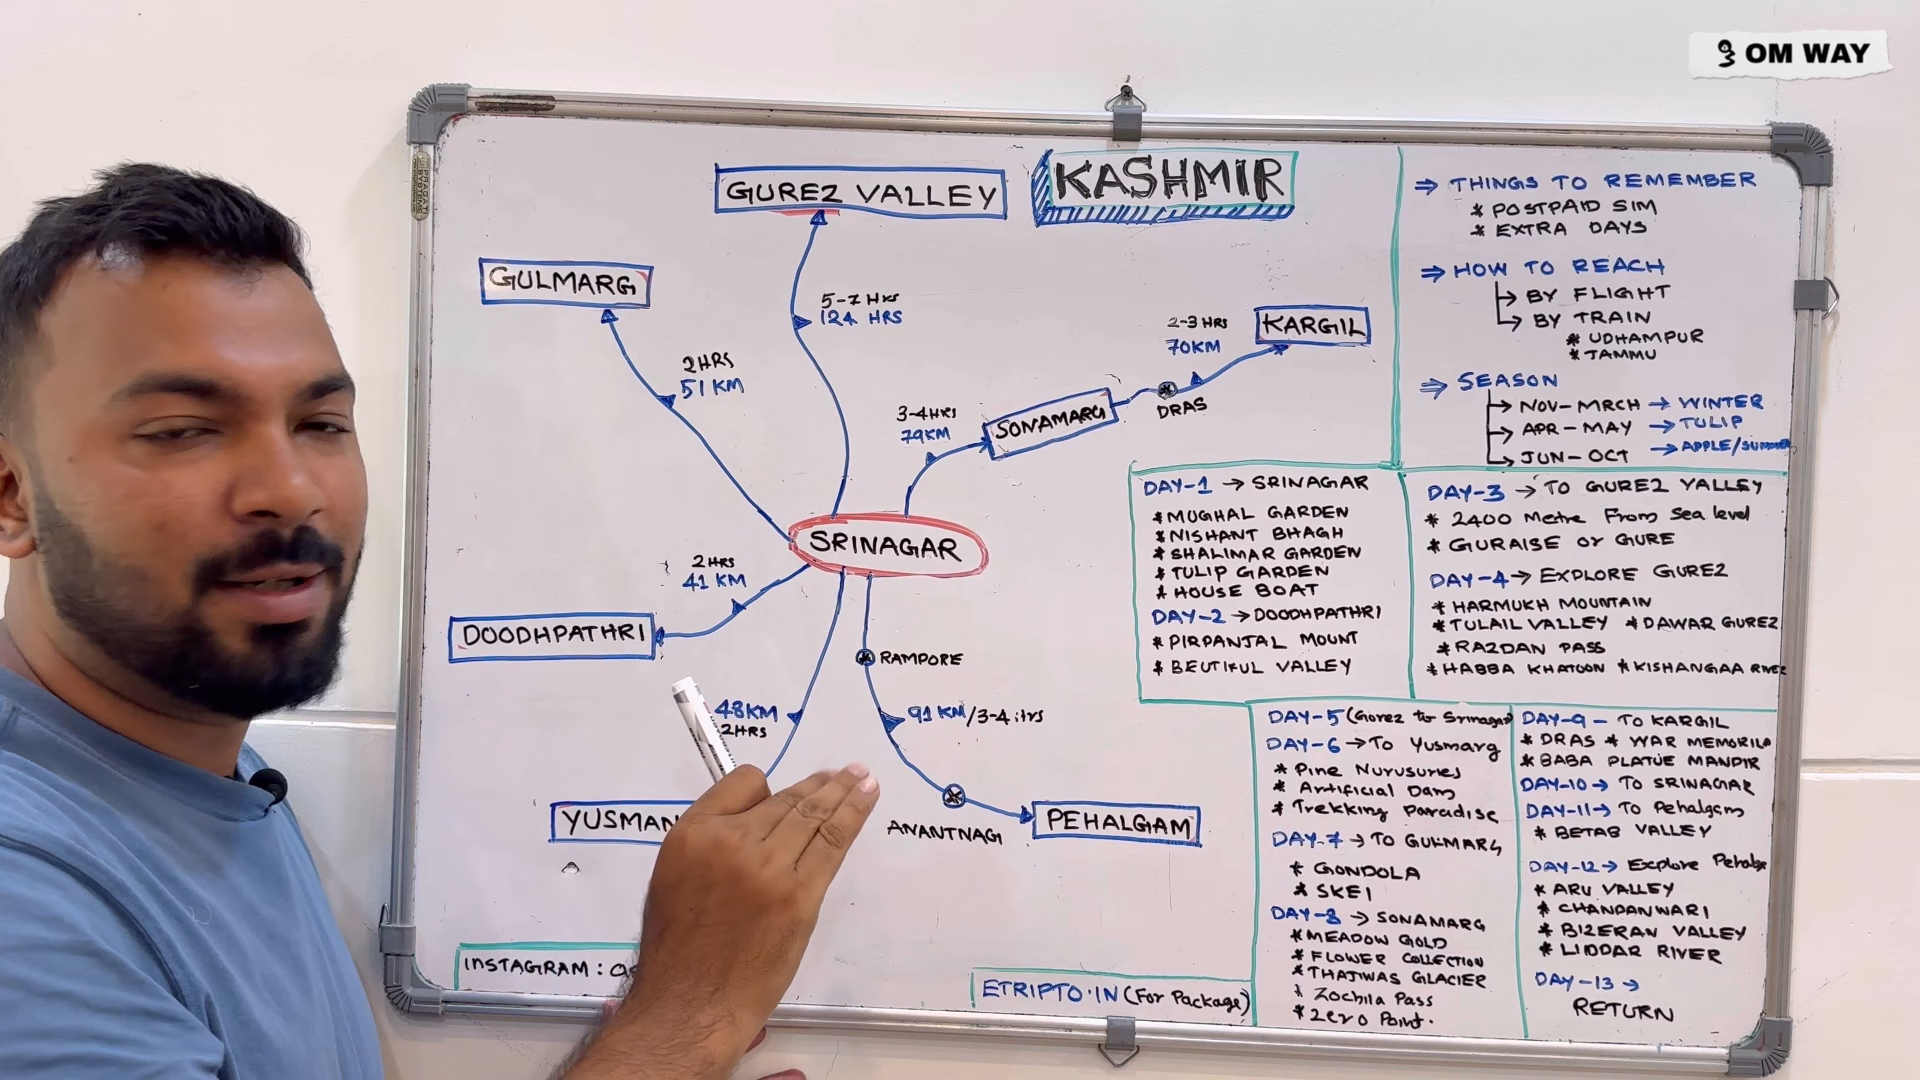 OM WAY
KASHMIR
GUREZ VALLEY
GULMARG
5-7 HRS
124 HRS
2 HRS
51 KM
2-3 HRS
70KM
KARGIL
3-4 HRS
79KM
SONAMARG
DRAS
SRINAGAR
2 HRS
41 KM
DOODHPATHRI
RAMPORE
48KM
2HRS
91 KM/3-4 Hrs
YUSMAN
ANANTNAG
PEHALGAM
INSTAGRAM :
ETRIPTO.IN (For Package)
⇒ THINGS TO REMEMBER
* POSTPAID SIM
* EXTRA DAYS
⇒ HOW TO REACH
→ BY FLIGHT
→ BY TRAIN
* UDHAMPUR
* JAMMU
⇒ SEASON
→ NOV-MRCH → WINTER
→ APR-MAY → TULIP
→ JUN-OCT → APPLE/SUMMER
DAY-1 → SRINAGAR
* MUGHAL GARDEN
* NISHANT BHAGH
* SHALIMAR GARDEN
* TULIP GARDEN
* HOUSE BOAT
DAY-2 → DOODHPATHRI
* PIRPANJAL MOUNT
* BEUTIFUL VALLEY
DAY-3 → TO GUREZ VALLEY
* 2400 Metre From Sea level
* GURAISE or GURE
DAY-4 → EXPLORE GUREZ
* HARMUKH MOUNTAIN
* TULAIL VALLEY * DAWAR GUREZ
* RAZDAN PASS
* HABBA KHATOON * KISHANGAA RIVER
DAY-5 (Gurez to Srinagar)
DAY-6 → To Yusmarg
* Pine Nurusuries
* Artificial Dam
* Trekking Paradise
DAY-7 → TO GULMARG
* GONDOLA
* SKEI
DAY-8 → SONAMARG
* MEADOW GOLD
* FLOWER COLLECTION
* THAJIWAS GLACIER
* Zochila Pass
* Zero Point.
DAY-9 - TO KARGIL
* DRAS * WAR MEMORILA
* BABA PLATUE MANDIR
DAY-10 → TO SRINAGAR
DAY-11 → To Pehalgam
* BETAB VALLEY
DAY-12 → Explore Pehalga
* ARU VALLEY
* CHANDANWARI
* BIZERAN VALLEY
* LIDDAR RIVER
DAY-13 →
RETURN